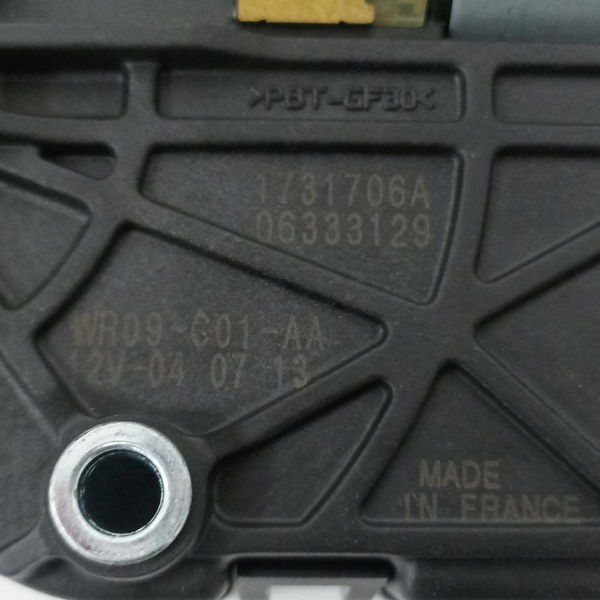 >PBT-GF30<
1731706A
06333129
WR09-C01-AA
12V-04 07 13
MADE
IN FRANCE